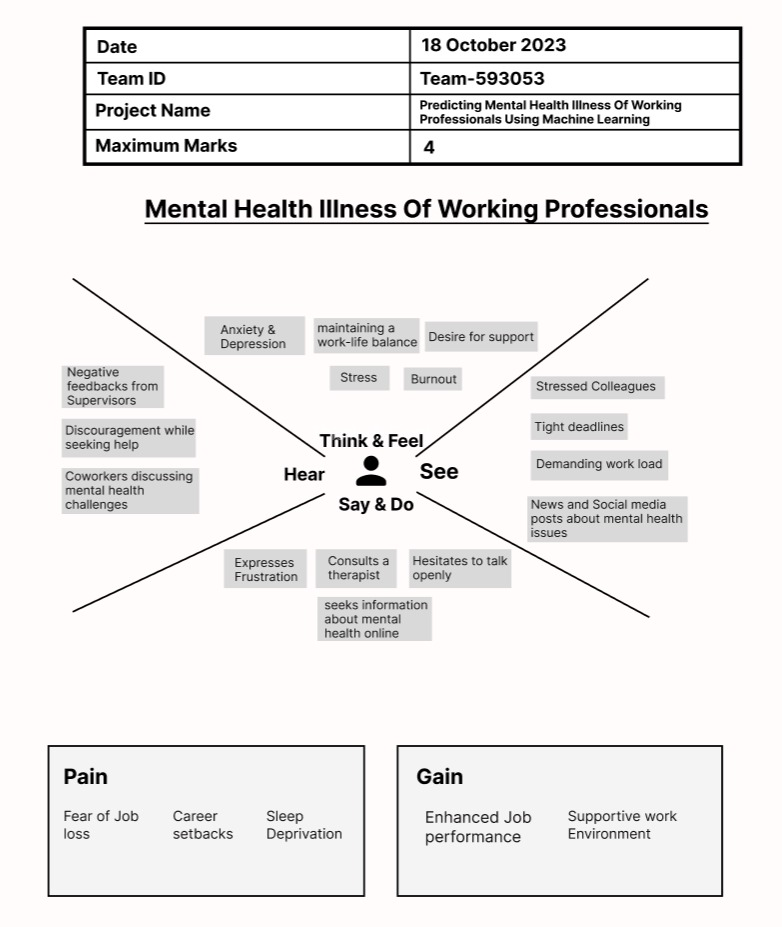 Date
18 October 2023
Team ID
Team-593053
Project Name
Predicting Mental Health Illness Of Working
Professionals Using Machine Learning
Maximum Marks
4
Mental Health Illness Of Working Professionals
Anxiety &
Depression
maintaining a
work-life balance
Desire for support
Stress
Burnout
Negative
feedbacks from
Supervisors
Discouragement while
seeking help
Coworkers discussing
mental health
challenges
Stressed Colleagues
Tight deadlines
Demanding work load
News and Social media
posts about mental health
issues
Think & Feel
Hear
See
Say & Do
Expresses
Frustration
Consults a
therapist
Hesitates to talk
openly
seeks information
about mental
health online
Pain
Fear of Job
loss
Career
setbacks
Sleep
Deprivation
Gain
Enhanced Job
performance
Supportive work
Environment